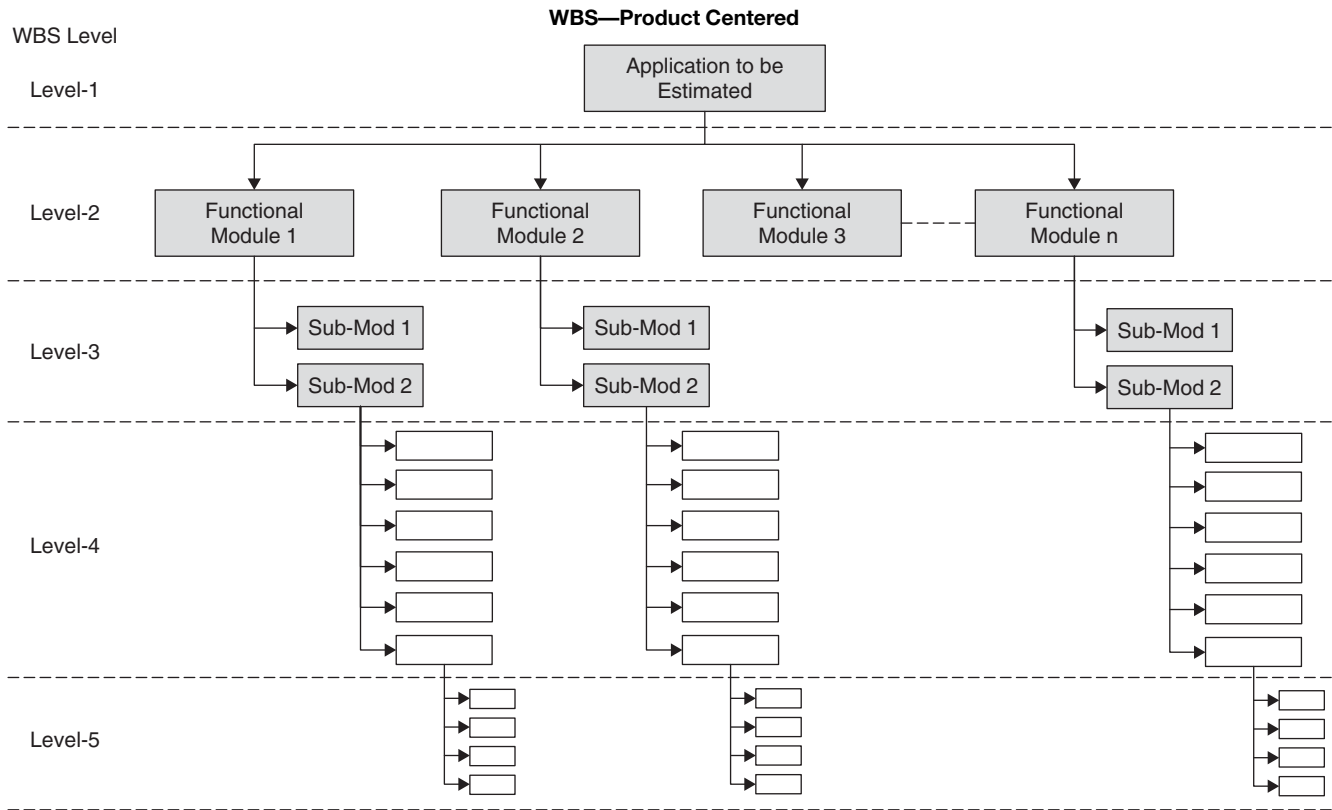 WBS—Product Centered
WBS Level
Level-1
Application to be
Estimated
Level-2
Functional
Module 1
Functional
Module 2
Functional
Module 3
Functional
Module n
Level-3
Sub-Mod 1
Sub-Mod 1
Sub-Mod 1
Sub-Mod 2
Sub-Mod 2
Sub-Mod 2
Level-4
Level-5